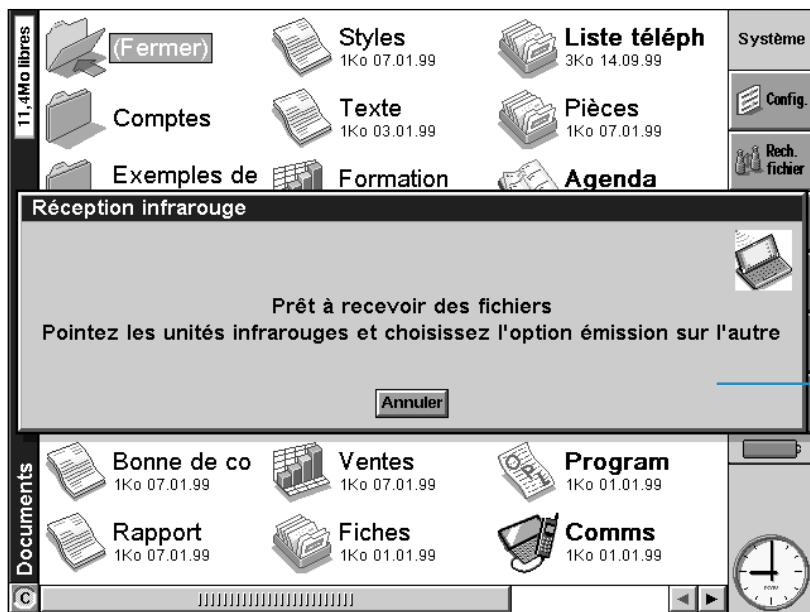 11,4Mo libres
(Fermer)
Styles
1Ko 07.01.99
Liste téléph
3Ko 14.09.99
Système
Comptes
Texte
1Ko 03.01.99
Pièces
1Ko 07.01.99
Config.
Exemples de
Formation
Agenda
Rech.
fichier
Réception infrarouge
Prêt à recevoir des fichiers
Pointez les unités infrarouges et choisissez l'option émission sur l'autre
Annuler
Documents
Bonne de co
1Ko 07.01.99
Ventes
1Ko 07.01.99
OPL
Program
1Ko 01.01.99
Rapport
1Ko 07.01.99
Fiches
1Ko 01.01.99
Comms
1Ko 01.01.99
C